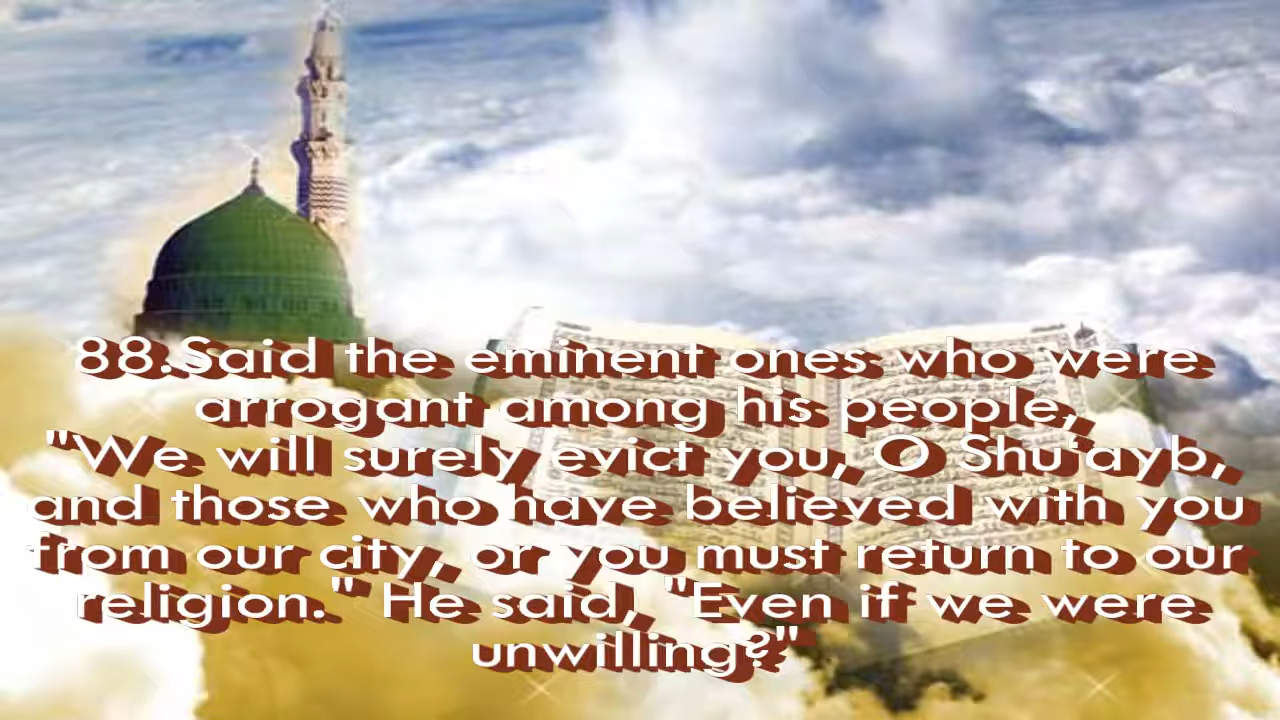 88.Said the eminent ones who were
arrogant among his people,
"We will surely evict you, O Shu'ayb,
and those who have believed with you
from our city, or you must return to our
religion." He said, "Even if we were
unwilling?"